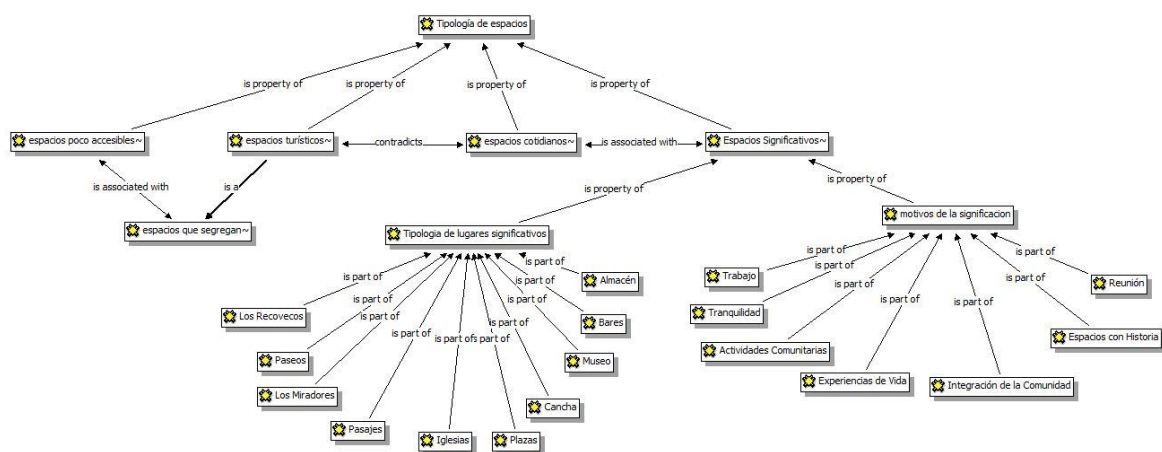 Tipología de espacios
is property of
is property of
is property of
is property of
espacios poco accesibles~
espacios turísticos~
contradicts
espacios cotidianos~
is associated with
Espacios Significativos~
is associated with
is a
espacios que segregan~
is property of
is property of
Tipologia de lugares significativos
motivos de la significacion
is part of
is part of
is part of
is part of
is part of
is part of
is part of
is part of
is part of
is part of
Almacén
Los Recovecos
Bares
Paseos
Museo
Los Miradores
Cancha
Pasajes
Iglesias
Plazas
is part of
is part of
is part of
is part of
is part of
is part of
is part of
Trabajo
Reunión
Tranquilidad
Espacios con Historia
Actividades Comunitarias
Experiencias de Vida
Integración de la Comunidad